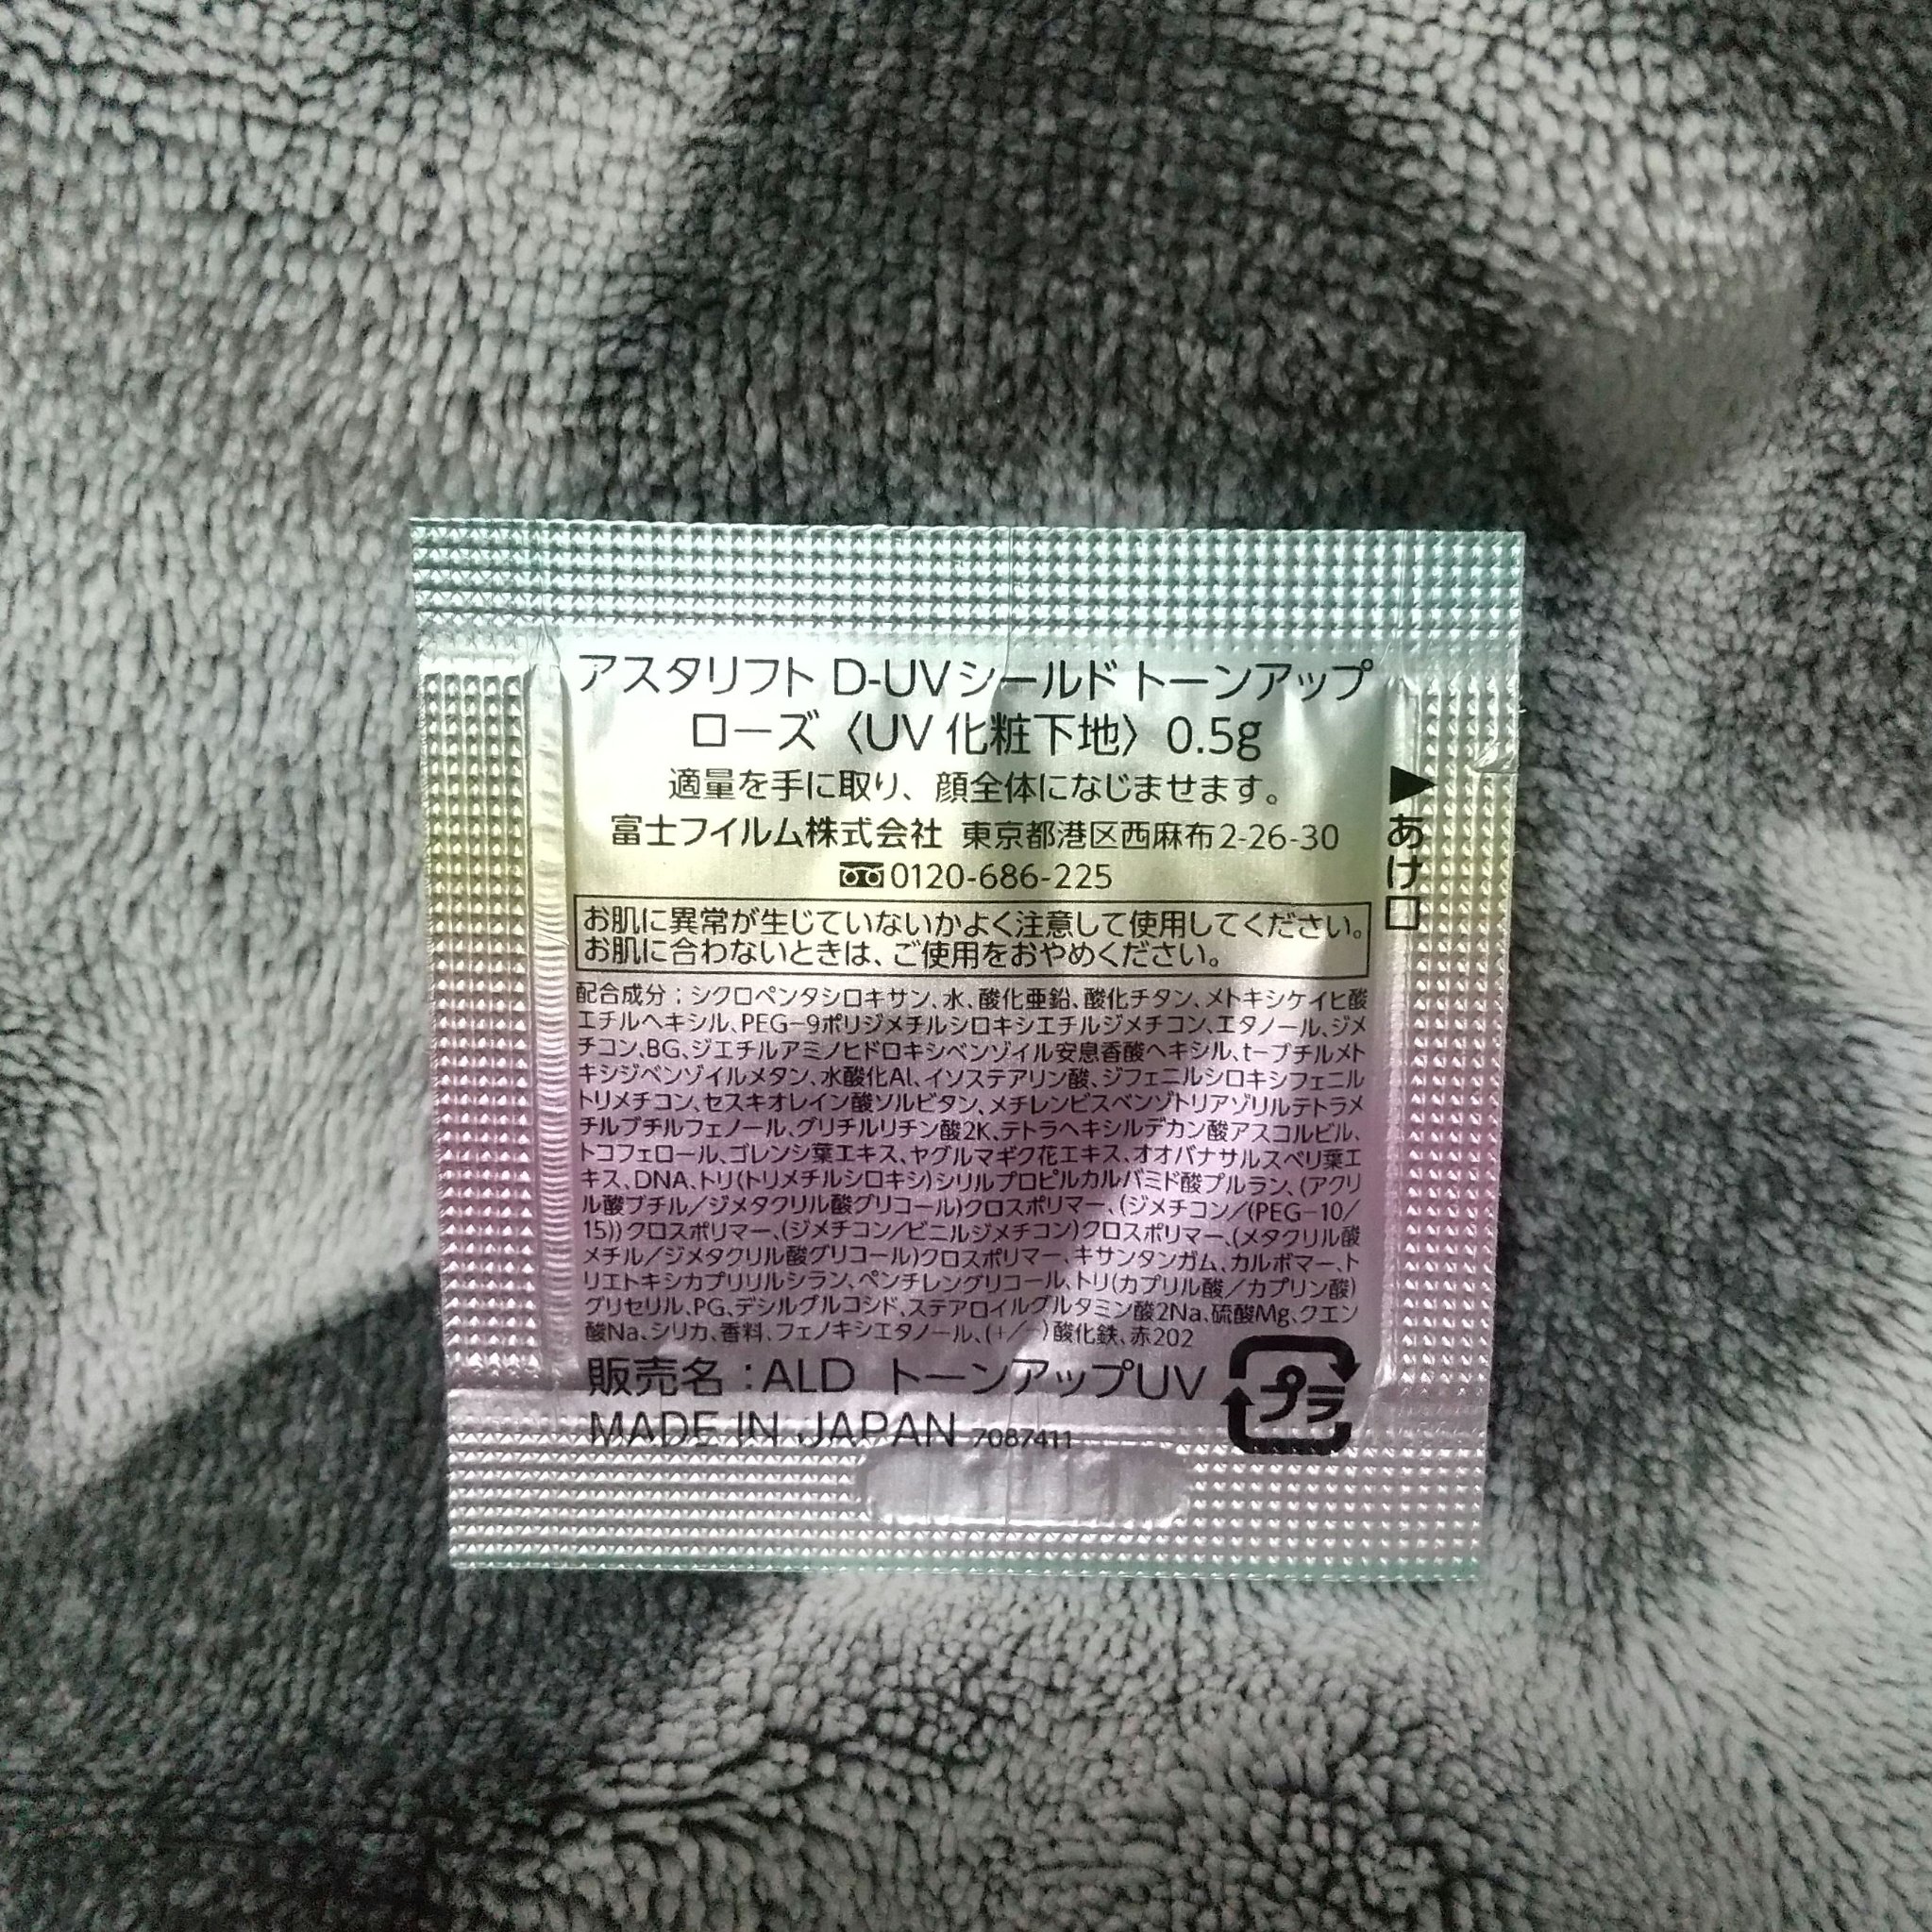 アスタリフト D-UVシールド トーンアップ
ローズ〈UV 化粧下地〉0.5g
適量を手に取り、顔全体になじませます。
富士フイルム株式会社 東京都港区西麻布2-26-30
0120-686-225
▶あけ口
お肌に異常が生じていないかよく注意して使用してください。
お肌に合わないときは、ご使用をおやめください。
配合成分：シクロペンタシロキサン、水、酸化亜鉛、酸化チタン、メトキシケイヒ酸
エチルヘキシル、PEG−9ポリジメチルシロキシエチルジメチコン、エタノール、ジメ
チコン、BG、ジエチルアミノヒドロキシベンゾイル安息香酸ヘキシル、t−ブチルメト
キシジベンゾイルメタン、水酸化Al、イソステアリン酸、ジフェニルシロキシフェニル
トリメチコン、セスキオレイン酸ソルビタン、メチレンビスベンゾトリアゾリルテトラメ
チルブチルフェノール、グリチルリチン酸2K、テトラヘキシルデカン酸アスコルビル、
トコフェロール、ゴレンシ葉エキス、ヤグルマギク花エキス、オオバナサルスベリ葉エ
キス、DNA、トリ(トリメチルシロキシ)シリルプロピルカルバミド酸プルラン、(アクリ
ル酸ブチル／ジメタクリル酸グリコール)クロスポリマー、(ジメチコン／(PEG−10／
15))クロスポリマー、(ジメチコン／ビニルジメチコン)クロスポリマー、(メタクリル酸
メチル／ジメタクリル酸グリコール)クロスポリマー、キサンタンガム、カルボマー、ト
リエトキシカプリリルシラン、ペンチレングリコール、トリ(カプリル酸／カプリン酸)
グリセリル、PG、デシルグルコシド、ステアロイルグルタミン酸2Na、硫酸Mg、クエン
酸Na、シリカ、香料、フェノキシエタノール、(+／−)酸化鉄、赤202
販売名：ALD トーンアップUV
プラ
MADE IN JAPAN 7087411